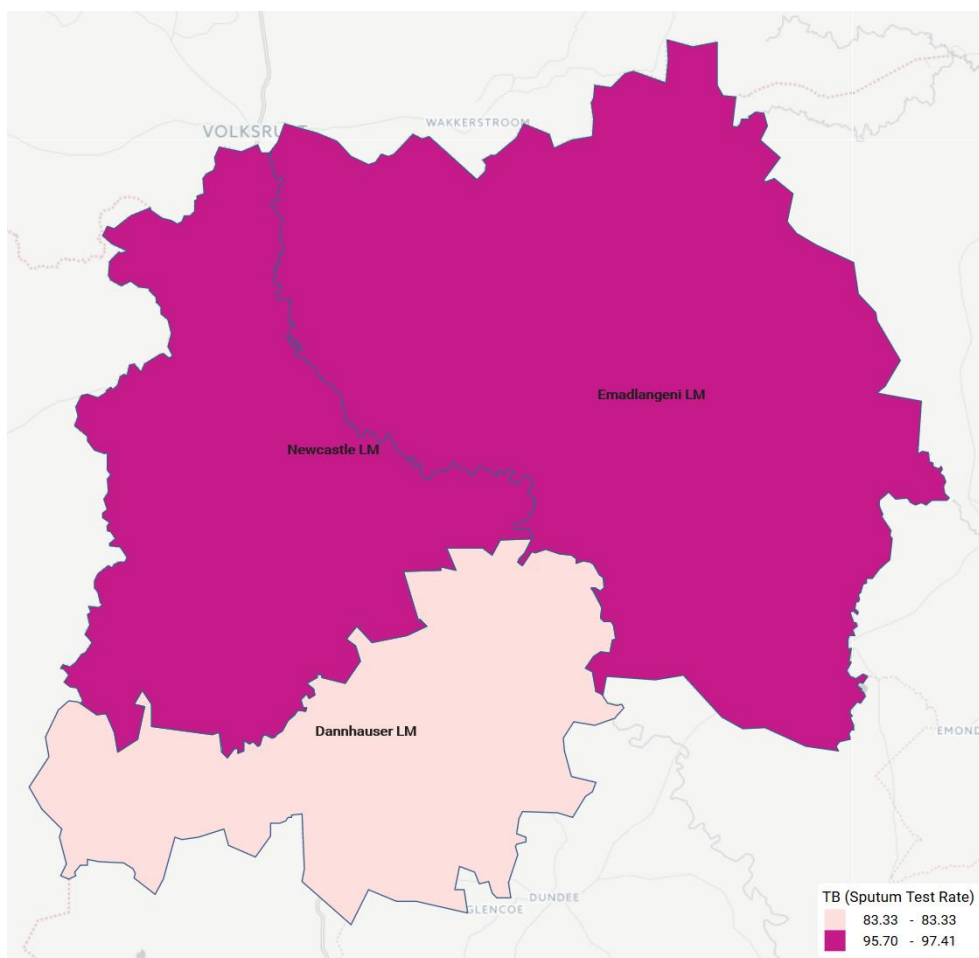 WAKKERSTROOM
Emadlangeni LM
Newcastle LM
Dannhauser LM
EMOND
DUNDEE
GLENCOE
TB (Sputum Test Rate)
83.33 - 83.33
95.70 - 97.41